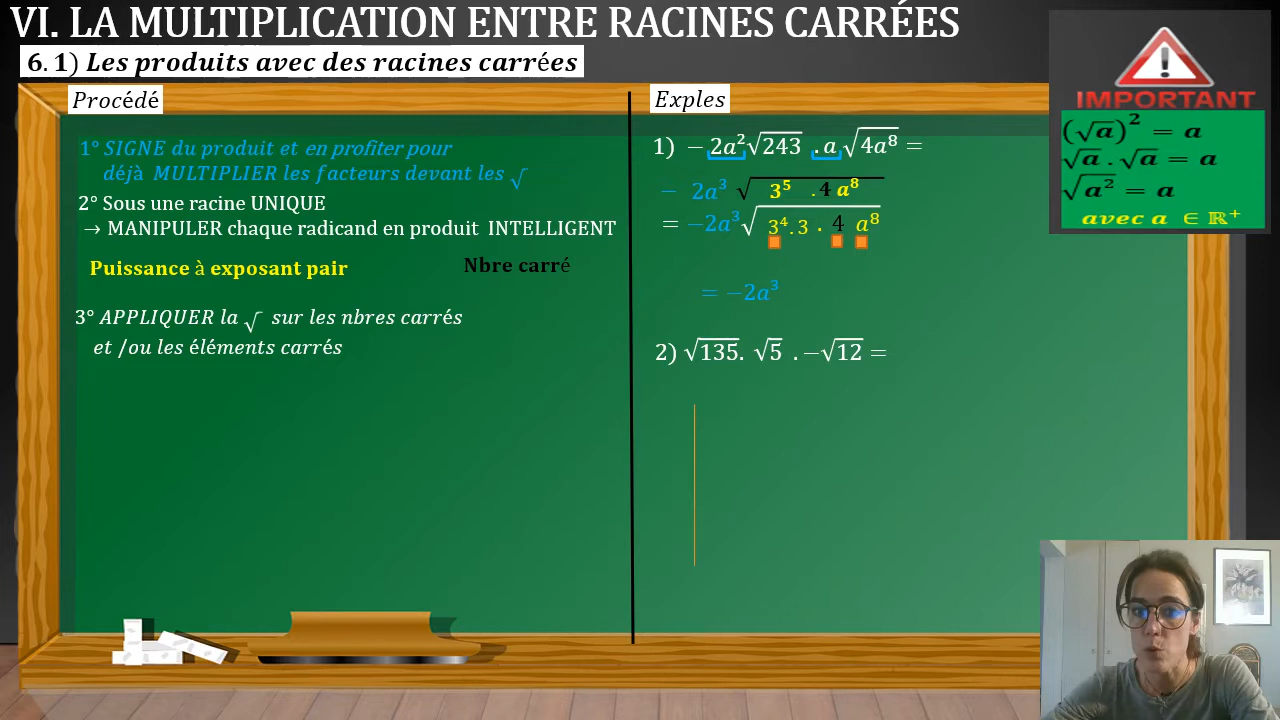 VI. LA MULTIPLICATION ENTRE RACINES CARRÉES
6.1) Les produits avec des racines carrées
Procédé
1° SIGNE du produit et en profiter pour
déjà MULTIPLIER les facteurs devant les √
2° Sous une racine UNIQUE
→ MANIPULER chaque radicand en produit INTELLIGENT
Puissance à exposant pair Nbre carré
3° APPLIQUER la √ sur les nbres carrés
et /ou les éléments carrés
Exples
1) − 2a²√243 . a √4a⁸ =
− 2a³ √3⁵ . 4 a⁸
= −2a³√3⁴. 3 . 4 a⁸
= −2a³
2) √135. √5 . −√12 =
IMPORTANT
(√a)² = a
√a . √a = a
√a² = a
avec a ∈ ℝ⁺